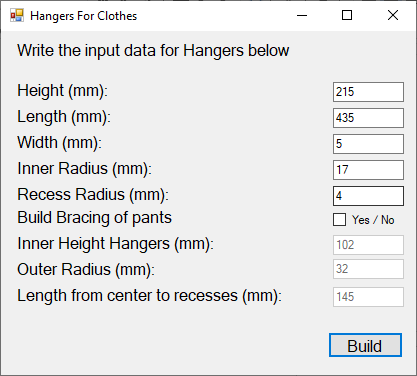 Hangers For Clothes
Write the input data for Hangers below
Height (mm): 215
Length (mm): 435
Width (mm): 5
Inner Radius (mm): 17
Recess Radius (mm): 4
Build Bracing of pants Yes / No
Inner Height Hangers (mm): 102
Outer Radius (mm): 32
Length from center to recesses (mm): 145
Build